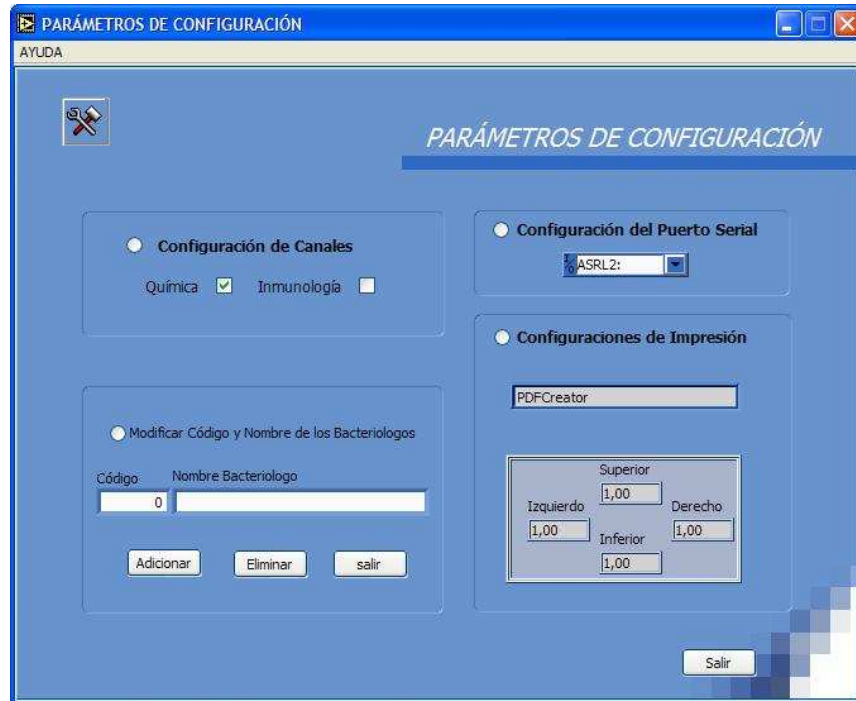 PARÁMETROS DE CONFIGURACIÓN
AYUDA
PARÁMETROS DE CONFIGURACIÓN
Configuración de Canales
Química Inmunología
Configuración del Puerto Serial
ASRL2:
Configuraciones de Impresión
PDFCreator
Superior
1,00
Izquierdo Derecho
1,00 1,00
Inferior
1,00
Modificar Código y Nombre de los Bacteriologos
Código Nombre Bacteriologo
0
Adicionar Eliminar salir
Salir